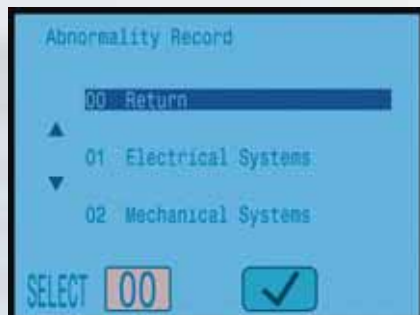 Abnormality Record
00 Return
01 Electrical Systems
02 Mechanical Systems
SELECT 00